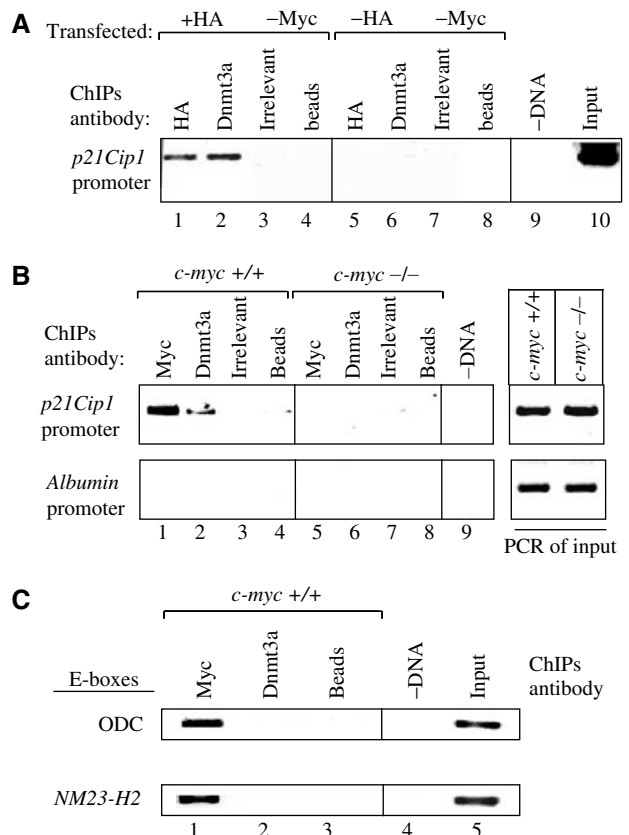 A
Transfected: +HA –Myc –HA –Myc
ChIPs antibody: HA Dnmt3a Irrelevant beads HA Dnmt3a Irrelevant beads –DNA Input
p21Cip1 promoter
1 2 3 4 5 6 7 8 9 10
B
c-myc +/+ c-myc –/–
ChIPs antibody: Myc Dnmt3a Irrelevant Beads Myc Dnmt3a Irrelevant Beads –DNA c-myc +/+ c-myc –/–
p21Cip1 promoter
Albumin promoter
1 2 3 4 5 6 7 8 9
PCR of input
C
c-myc +/+
E-boxes Myc Dnmt3a Beads –DNA Input ChIPs antibody
ODC
NM23-H2
1 2 3 4 5